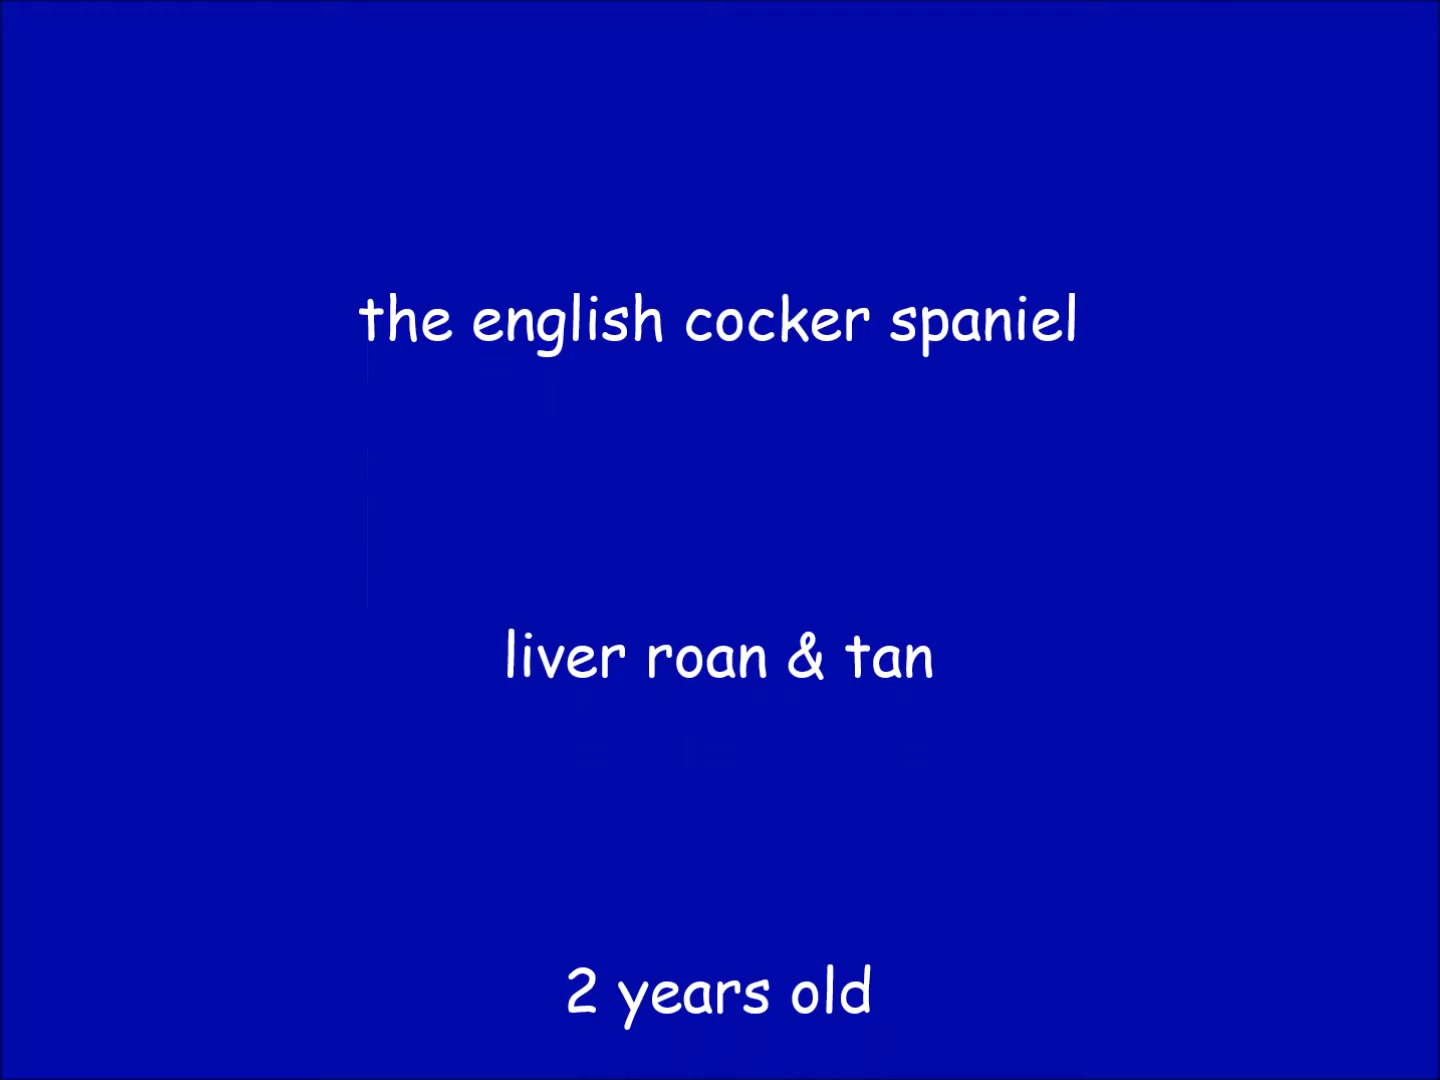 the english cocker spaniel
liver roan & tan
2 years old